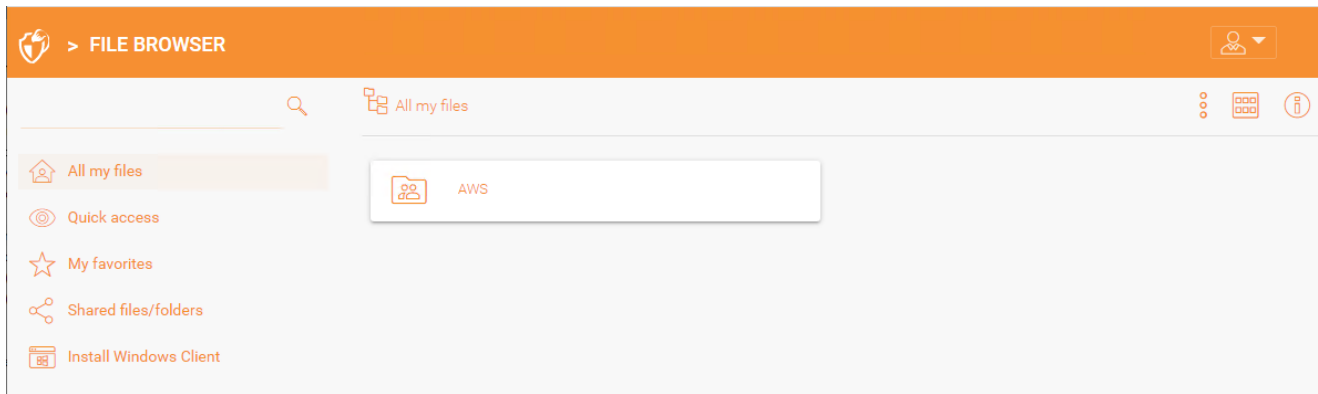 > FILE BROWSER
All my files
All my files
Quick access
My favorites
Shared files/folders
Install Windows Client
AWS